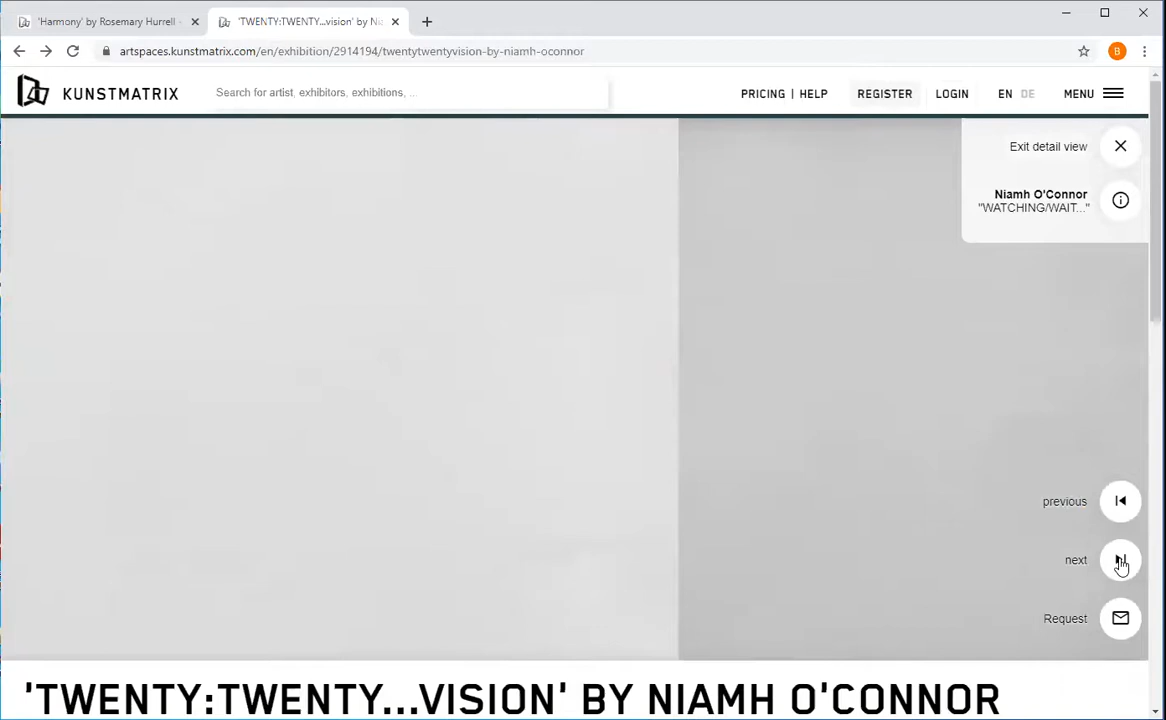 'Harmony' by Rosemary Hurrell -
'TWENTY:TWENTY...vision' by Nia
artspaces.kunstmatrix.com/en/exhibition/2914194/twentytwentyvision-by-niamh-oconnor
B
KUNSTMATRIX
Search for artist, exhibitors, exhibitions, ...
PRICING | HELP
REGISTER
LOGIN
EN DE
MENU
Exit detail view
Niamh O'Connor
"WATCHING/WAIT..."
previous
next
Request
'TWENTY:TWENTY...VISION' BY NIAMH O'CONNOR